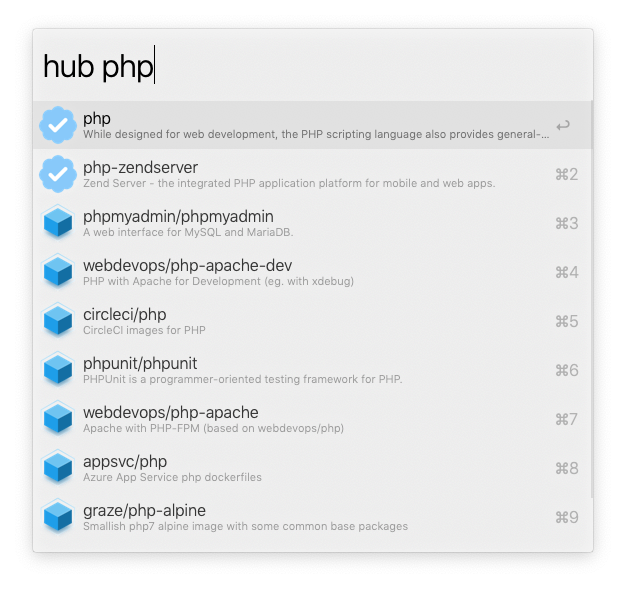 hub php
php
While designed for web development, the PHP scripting language also provides general-...
↩
php-zendserver
Zend Server - the integrated PHP application platform for mobile and web apps.
⌘2
phpmyadmin/phpmyadmin
A web interface for MySQL and MariaDB.
⌘3
webdevops/php-apache-dev
PHP with Apache for Development (eg. with xdebug)
⌘4
circleci/php
CircleCI images for PHP
⌘5
phpunit/phpunit
PHPUnit is a programmer-oriented testing framework for PHP.
⌘6
webdevops/php-apache
Apache with PHP-FPM (based on webdevops/php)
⌘7
appsvc/php
Azure App Service php dockerfiles
⌘8
graze/php-alpine
Smallish php7 alpine image with some common base packages
⌘9